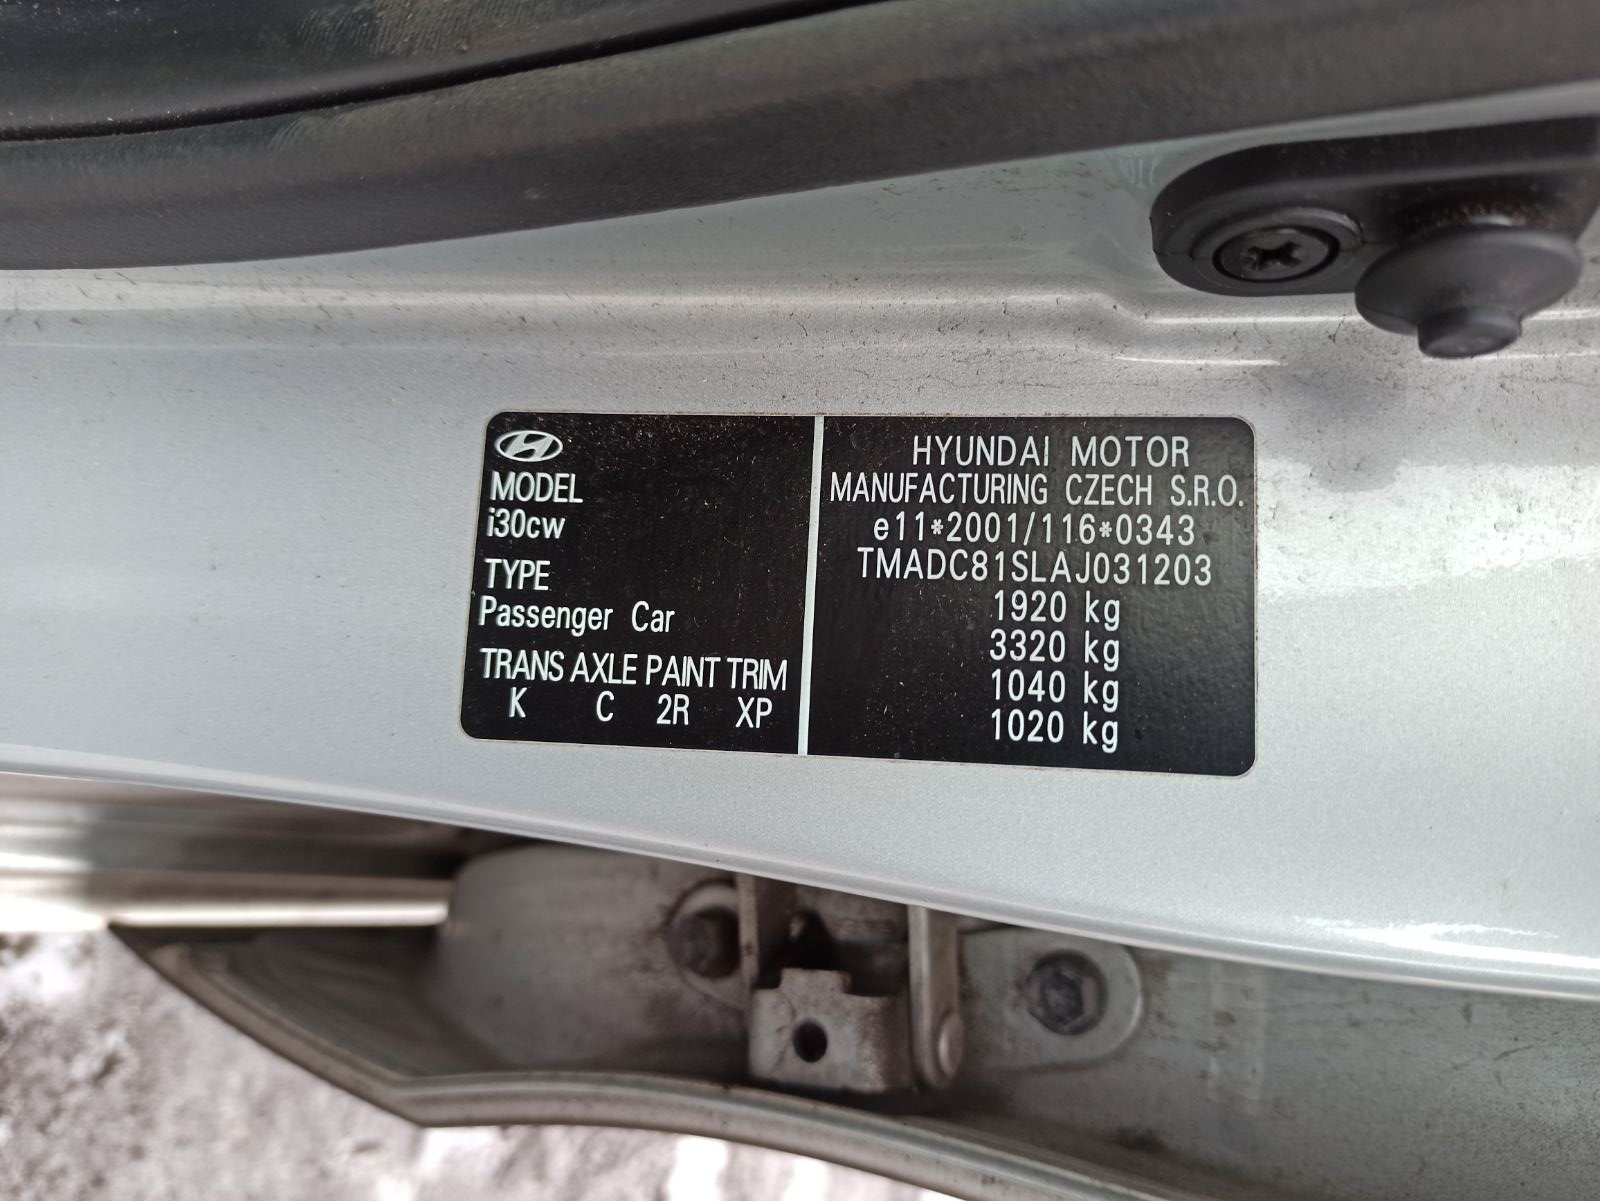 MODEL
i30cw
TYPE
Passenger Car
TRANS AXLE PAINT TRIM
K C 2R XP
HYUNDAI MOTOR
MANUFACTURING CZECH S.R.O.
e11*2001/116*0343
TMADC81SLAJ031203
1920 kg
3320 kg
1040 kg
1020 kg